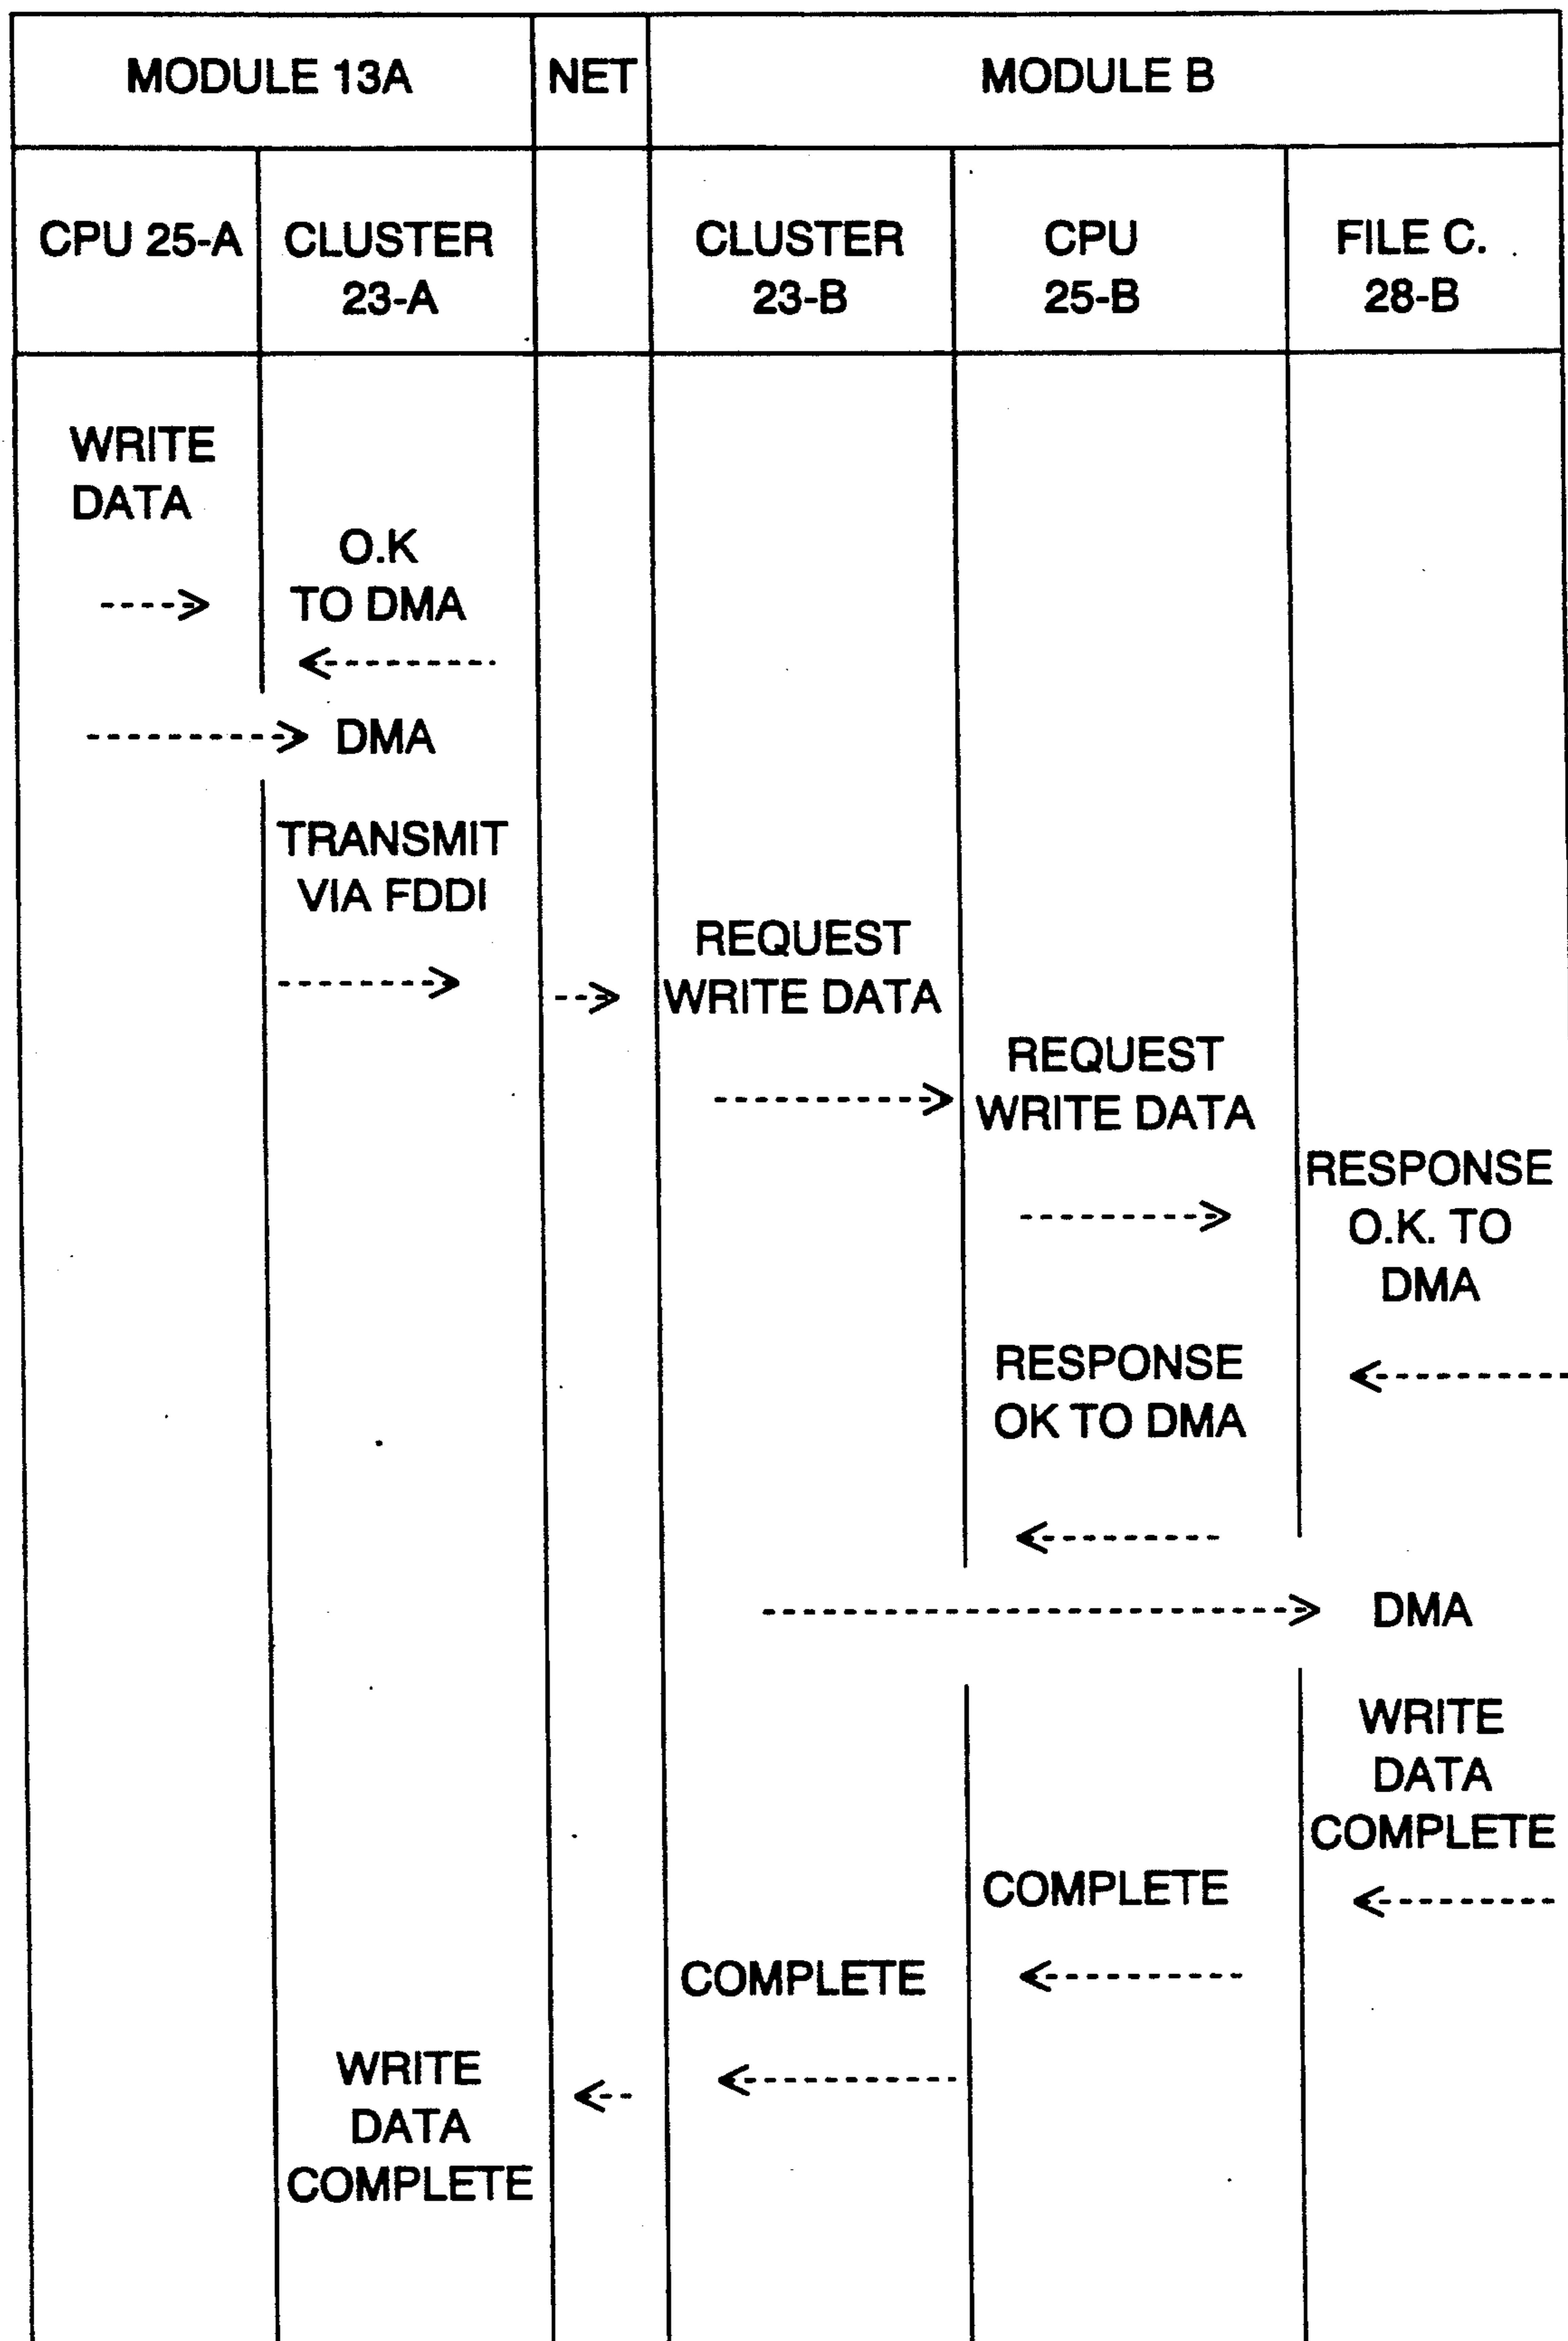 MODULE 13A
NET
MODULE B
CPU 25-A
CLUSTER
23-A
CLUSTER
23-B
CPU
25-B
FILE C.
28-B
WRITE
DATA
O.K
TO DMA
DMA
TRANSMIT
VIA FDDI
REQUEST
WRITE DATA
REQUEST
WRITE DATA
RESPONSE
O.K. TO
DMA
RESPONSE
OK TO DMA
DMA
WRITE
DATA
COMPLETE
COMPLETE
COMPLETE
WRITE
DATA
COMPLETE